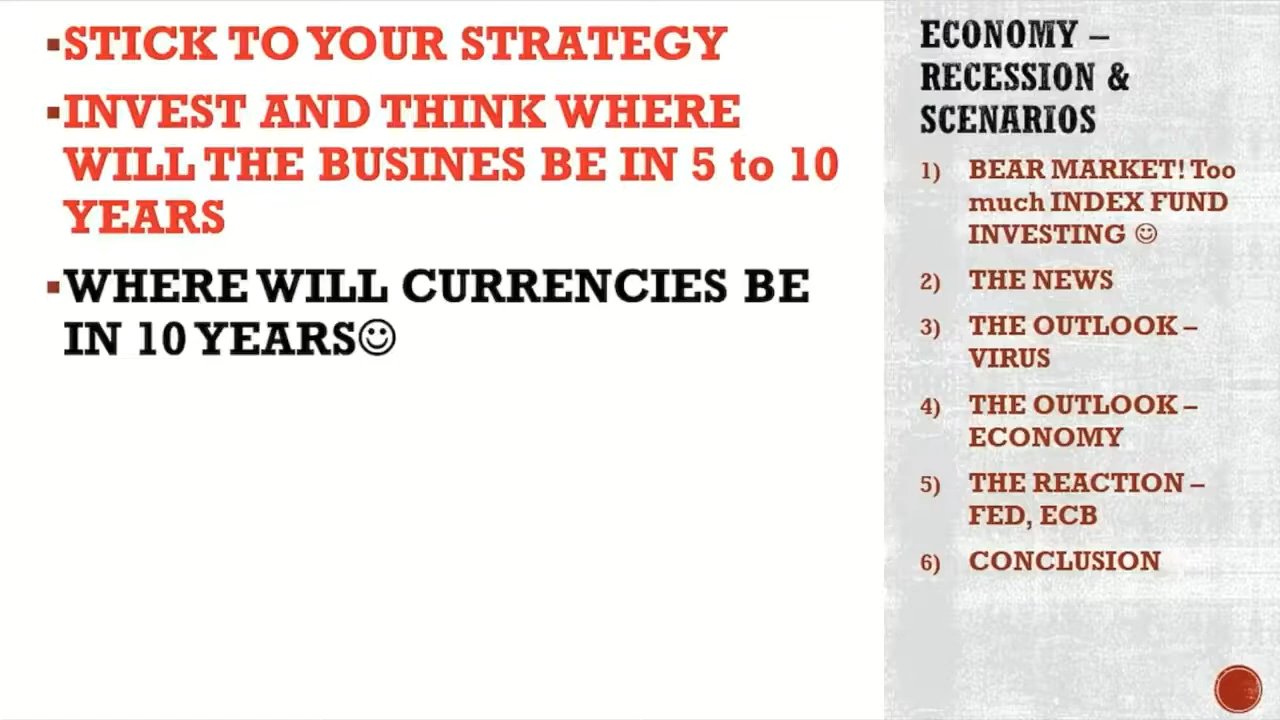 ▪STICK TO YOUR STRATEGY
▪INVEST AND THINK WHERE
WILL THE BUSINES BE IN 5 to 10
YEARS
▪WHERE WILL CURRENCIES BE
IN 10 YEARS☺
ECONOMY –
RECESSION &
SCENARIOS
1) BEAR MARKET! Too
much INDEX FUND
INVESTING ☺
2) THE NEWS
3) THE OUTLOOK –
VIRUS
4) THE OUTLOOK –
ECONOMY
5) THE REACTION –
FED, ECB
6) CONCLUSION